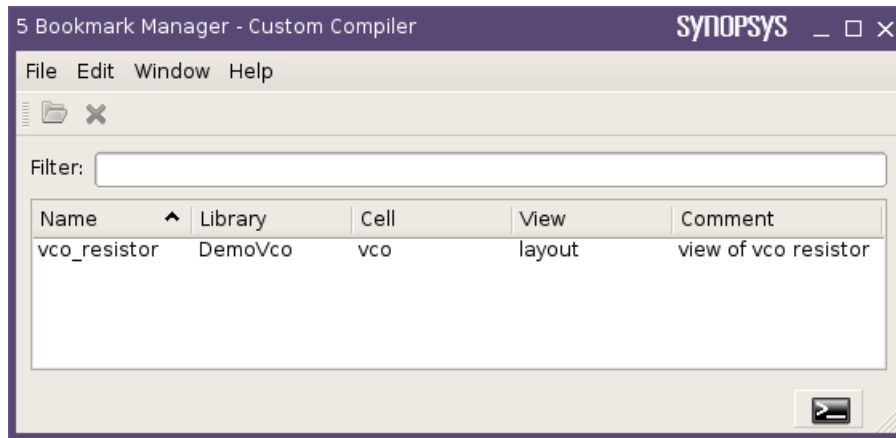 5 Bookmark Manager - Custom Compiler SYNOPSYS
File Edit Window Help
Filter:
Name Library Cell View Comment
vco_resistor DemoVco vco layout view of vco resistor